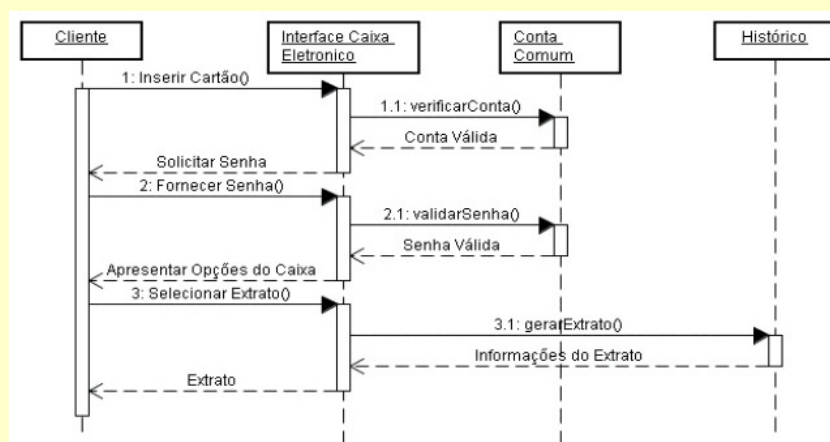 Cliente
Interface Caixa
Eletronico
Conta
Comum
Histórico
1: Inserir Cartão()
1.1: verificarConta()
Conta Válida
Solicitar Senha
2: Fornecer Senha()
2.1: validarSenha()
Senha Válida
Apresentar Opções do Caixa
3: Selecionar Extrato()
3.1: gerarExtrato()
Informações do Extrato
Extrato